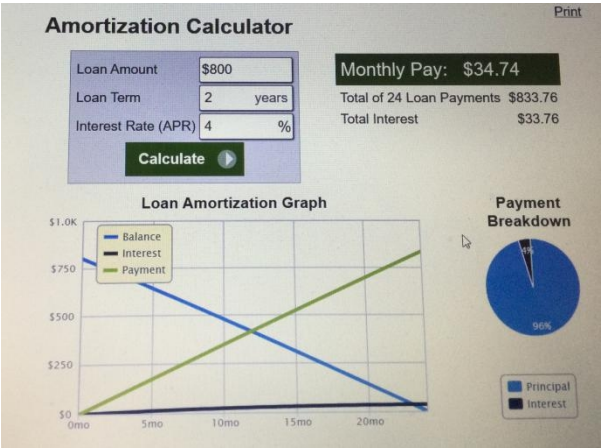 Print
Amortization Calculator
Loan Amount $800
Loan Term 2 years
Interest Rate (APR) 4 %
Calculate
Monthly Pay: $34.74
Total of 24 Loan Payments $833.76
Total Interest $33.76
Loan Amortization Graph
$1.0K
$750
$500
$250
$0
Balance
Interest
Payment
0mo 5mo 10mo 15mo 20mo
Payment
Breakdown
4%
96%
Principal
Interest